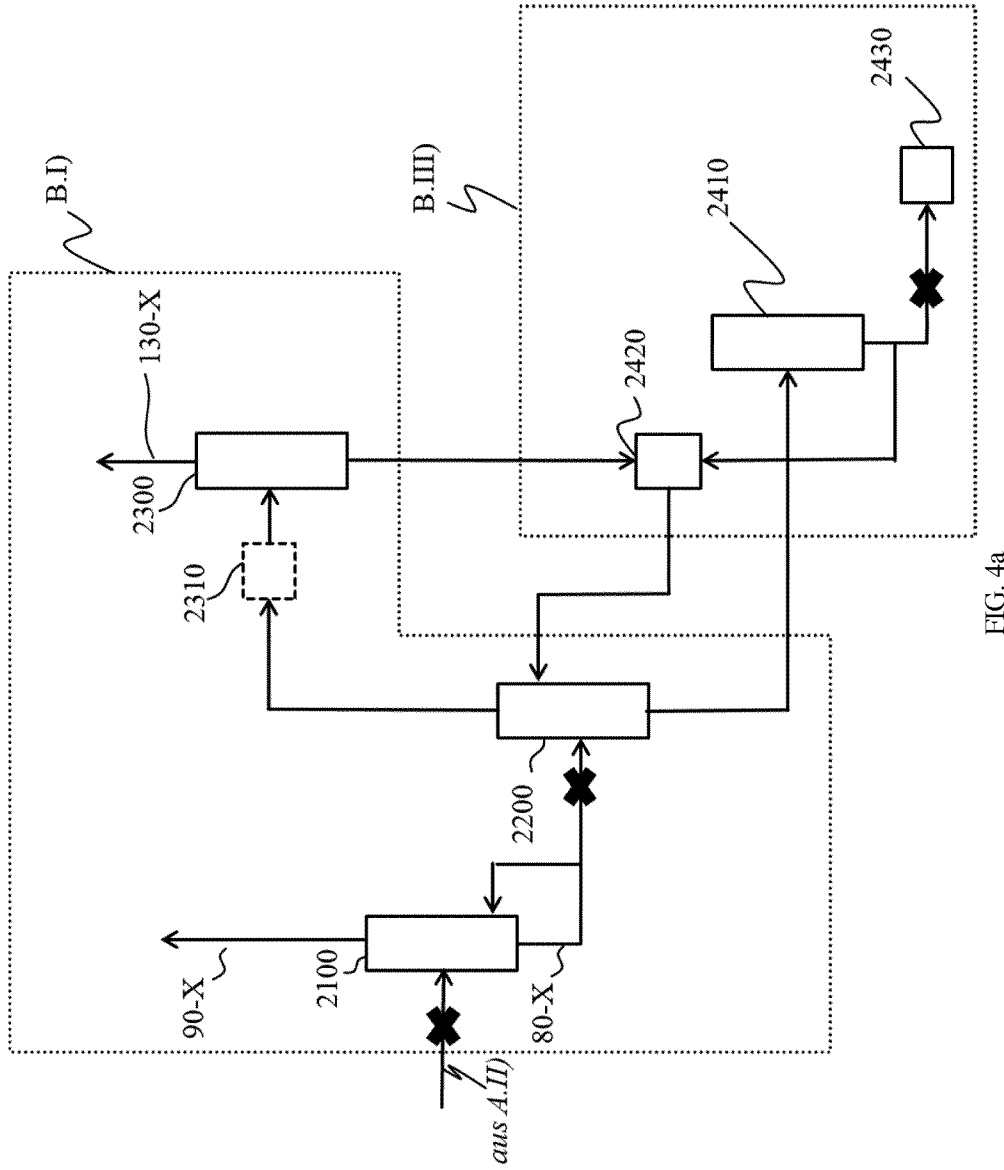 B.I)
130-X
2300
2310
90-X
2100
80-X
aus A.II)
2200
B.III)
2420
2410
2430
FIG. 4a